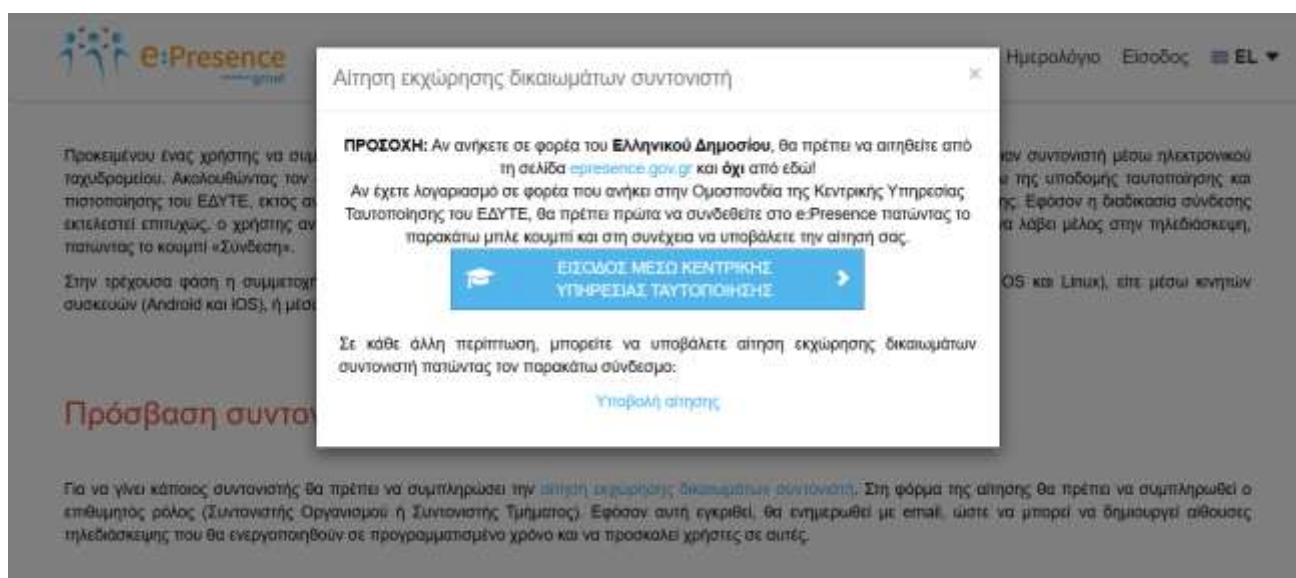 e:Presence
grnet
Ημερολόγιο Είσοδος EL
Αίτηση εκχώρησης δικαιωμάτων συντονιστή
×
ΠΡΟΣΟΧΗ: Αν ανήκετε σε φορέα του Ελληνικού Δημοσίου, θα πρέπει να αιτηθείτε από
τη σελίδα epresence.gov.gr και όχι από εδώ!
Αν έχετε λογαριασμό σε φορέα που ανήκει στην Ομοσπονδία της Κεντρικής Υπηρεσίας
Ταυτοποίησης του ΕΔΥΤΕ, θα πρέπει πρώτα να συνδεθείτε στο e:Presence πατώντας το
παρακάτω μπλε κουμπί και στη συνέχεια να υποβάλετε την αίτησή σας.
ΕΙΣΟΔΟΣ ΜΕΣΩ ΚΕΝΤΡΙΚΗΣ
ΥΠΗΡΕΣΙΑΣ ΤΑΥΤΟΠΟΙΗΣΗΣ
Σε κάθε άλλη περίπτωση, μπορείτε να υποβάλετε αίτηση εκχώρησης δικαιωμάτων
συντονιστή πατώντας τον παρακάτω σύνδεσμο:
Υποβολή αίτησης
Προκειμένου ένας χρήστης να συμ συντονιστή μέσω ηλεκτρονικού
ταχυδρομείου. Ακολουθώντας τον της υποδομής ταυτοποίησης και
πιστοποίησης του ΕΔΥΤΕ, εκτός αν ης. Εφόσον η διαδικασία σύνδεσης
εκτελεστεί επιτυχώς, ο χρήστης αν α λάβει μέλος στην τηλεδιάσκεψη,
πατώντας το κουμπί «Σύνδεση».
Στην τρέχουσα φάση η συμμετοχ OS και Linux), είτε μέσω κινητών
συσκευών (Android και iOS), ή μέσ
Πρόσβαση συντον
Για να γίνει κάποιος συντονιστής θα πρέπει να συμπληρώσει την αίτηση εκχώρησης δικαιωμάτων συντονιστή. Στη φόρμα της αίτησης θα πρέπει να συμπληρωθεί ο
επιθυμητός ρόλος (Συντονιστής Οργανισμού ή Συντονιστής Τμήματος). Εφόσον αυτή εγκριθεί, θα ενημερωθεί με email, ώστε να μπορεί να δημιουργεί αίθουσες
τηλεδιάσκεψης που θα ενεργοποιηθούν σε προγραμματισμένο χρόνο και να προσκαλεί χρήστες σε αυτές.